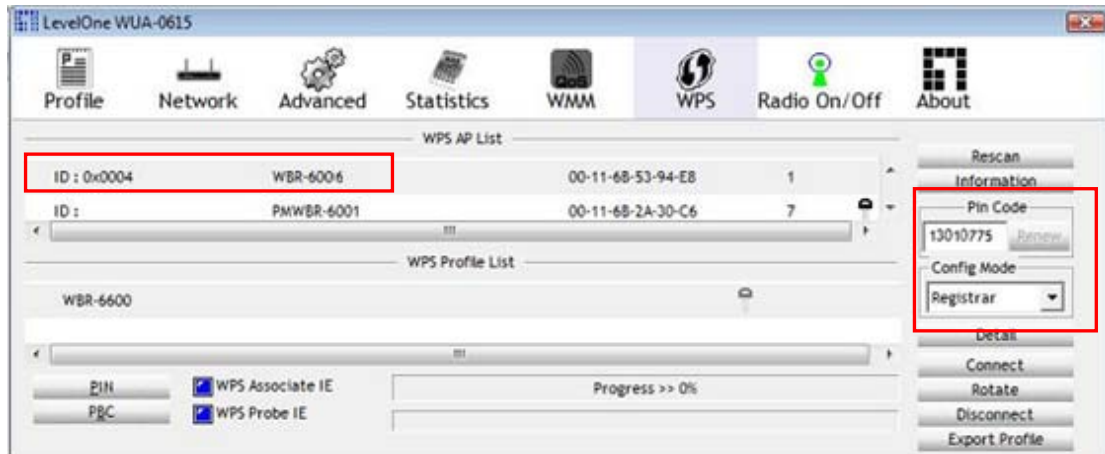 LevelOne WUA-0615
Profile Network Advanced Statistics QoS WMM WPS Radio On/Off About
WPS AP List
ID : 0x0004 WBR-6006 00-11-6B-53-94-E8 1
ID : PMWBR-6001 00-11-6B-2A-30-C6 7
WPS Profile List
WBR-6600
PIN WPS Associate IE Progress >> 0%
PBC WPS Probe IE
Rescan
Information
Pin Code
13010775 Renew
Config Mode
Registrar
Detail
Connect
Rotate
Disconnect
Export Profile